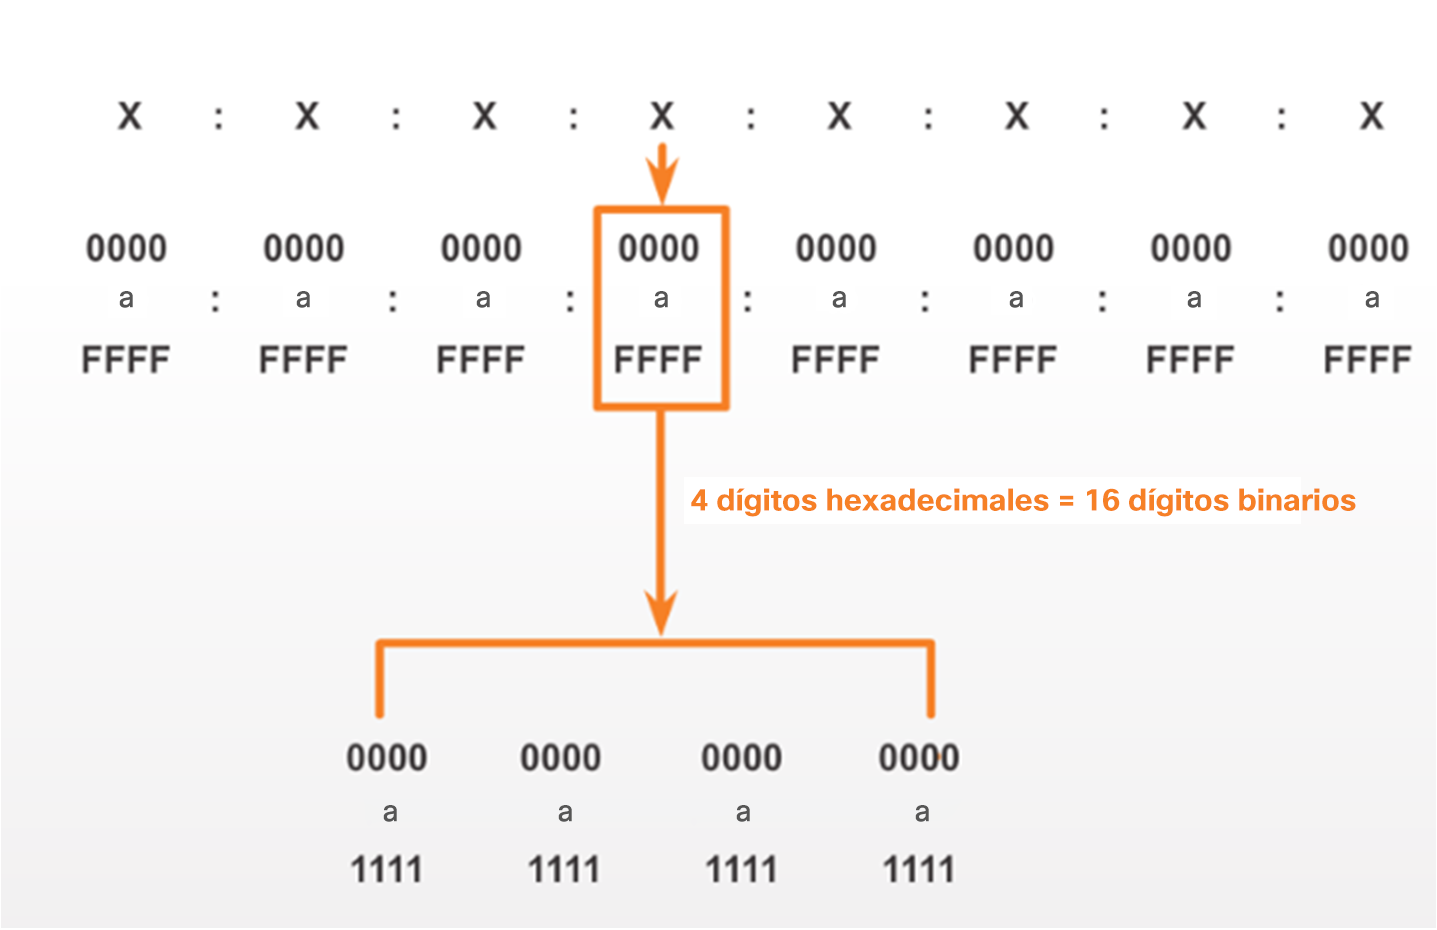 X : X : X : X : X : X : X : X
0000 0000 0000 0000 0000 0000 0000 0000
a : a : a : a : a : a : a : a
FFFF FFFF FFFF FFFF FFFF FFFF FFFF FFFF
4 dígitos hexadecimales = 16 dígitos binarios
0000 0000 0000 0000
a a a a
1111 1111 1111 1111